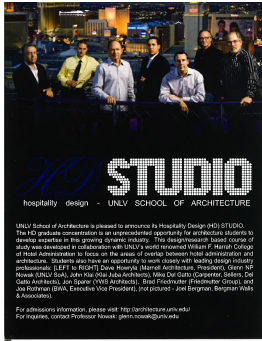 HD STUDIO
hospitality design - UNLV SCHOOL OF ARCHITECTURE
UNLV School of Architecture is pleased to announce its Hospitality Design (HD) STUDIO.
The HD graduate concentration is an unprecedented opportunity for architecture students to
develop expertise in this growing dynamic industry. This design/research based course of
study was developed in collaboration with UNLV's world renowned William F. Harrah College
of Hotel Administration to focus on the areas of overlap between hotel administration and
architecture. Students also have an opportunity to work closely with leading design industry
professionals: [LEFT to RIGHT] Dave Howryla (Marnell Architecture, President), Glenn NP
Nowak (UNLV SoA), John Klai (Klai Juba Architects), Mike Del Gatto (Carpenter, Sellers, Del
Gatto Architects), Jon Sparer (YWS Architects), Brad Friedmutter (Friedmutter Group), and
Joe Rothman (BWA, Executive Vice President), (not pictured - Joel Bergman, Bergman Walls
& Associates).
For admissions information, please visit: http://architecture.unlv.edu/
For inquiries, contact Professor Nowak: glenn.nowak@unlv.edu